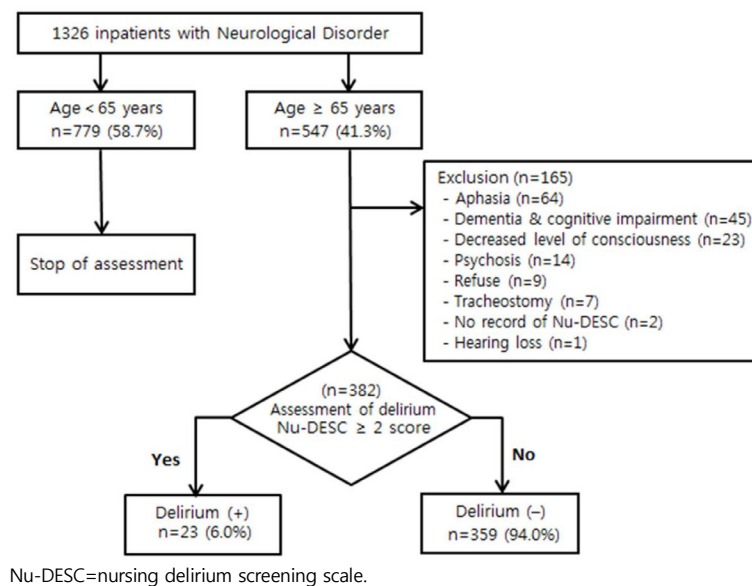 1326 inpatients with Neurological Disorder
Age < 65 years
n=779 (58.7%)
Age ≥ 65 years
n=547 (41.3%)
Exclusion (n=165)
- Aphasia (n=64)
- Dementia & cognitive impairment (n=45)
- Decreased level of consciousness (n=23)
- Psychosis (n=14)
- Refuse (n=9)
- Tracheostomy (n=7)
- No record of Nu-DESC (n=2)
- Hearing loss (n=1)
Stop of assessment
(n=382)
Assessment of delirium
Nu-DESC ≥ 2 score
Yes
No
Delirium (+)
n=23 (6.0%)
Delirium (–)
n=359 (94.0%)
Nu-DESC=nursing delirium screening scale.